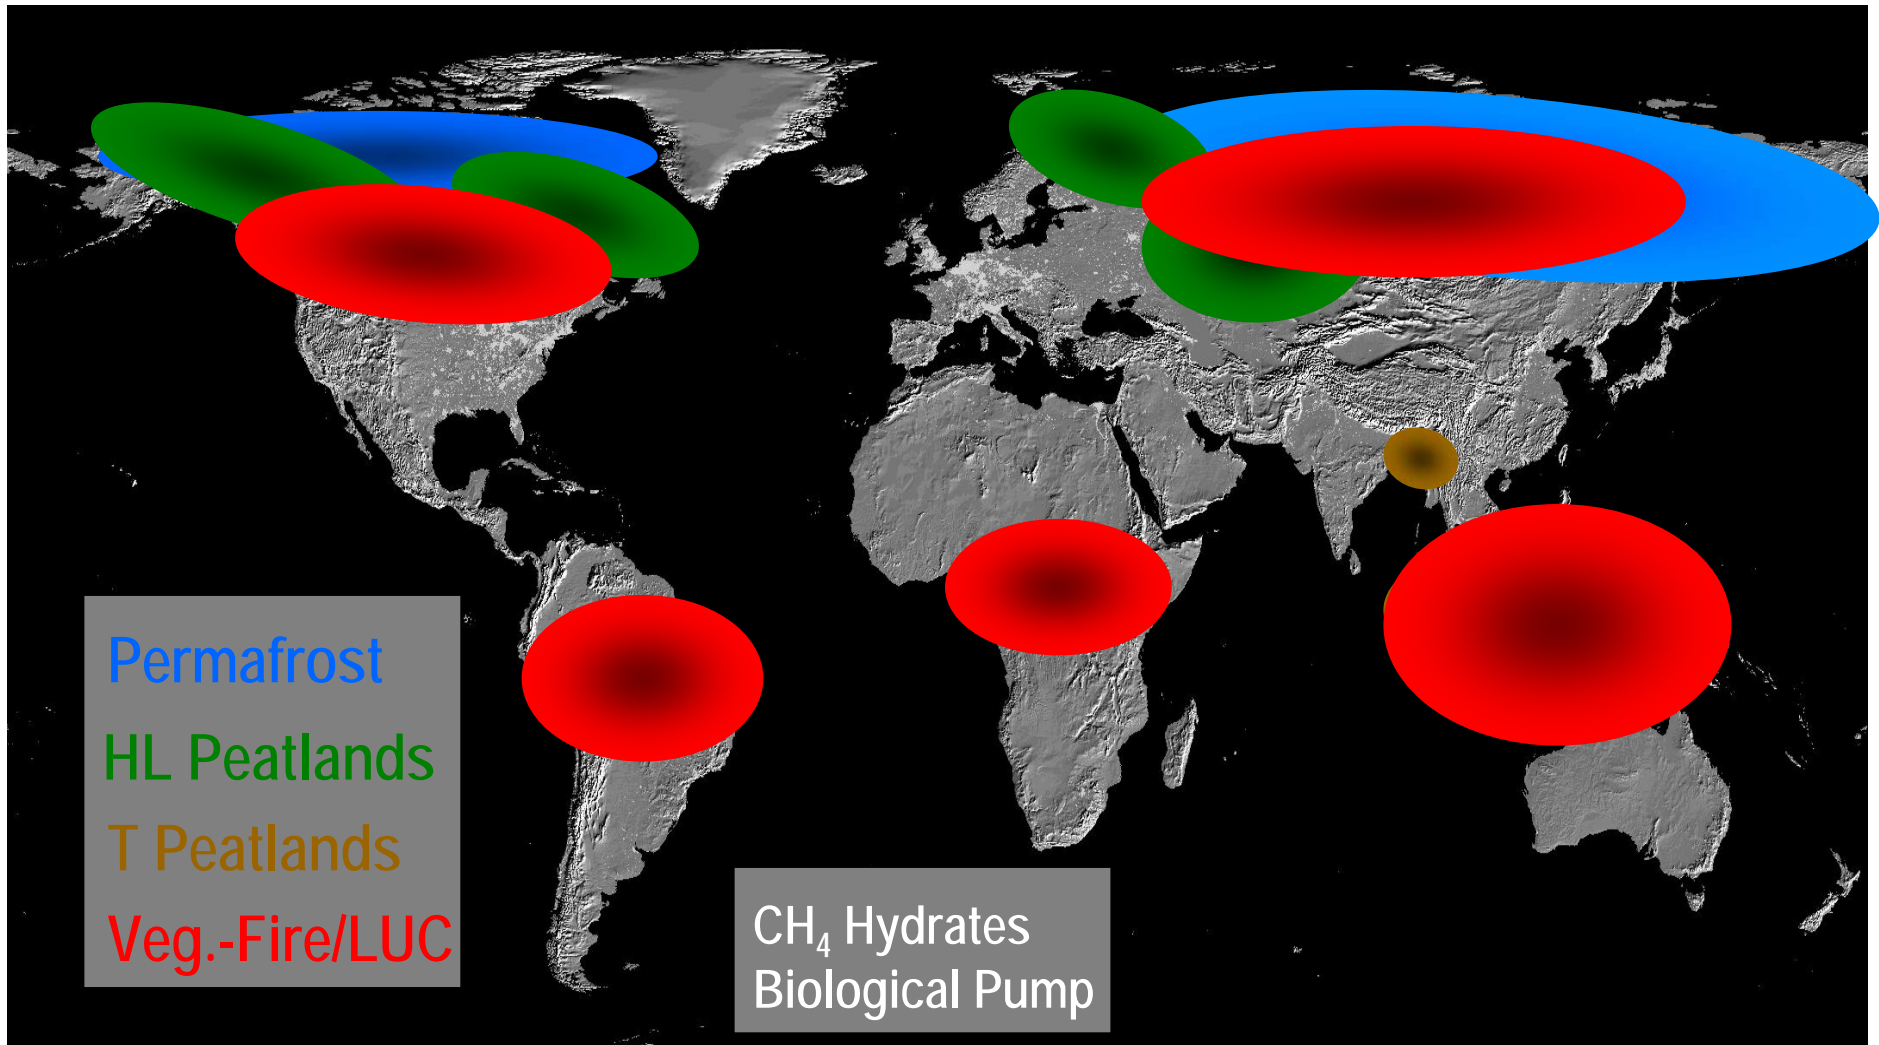 Permafrost
HL Peatlands
T Peatlands
Veg.-Fire/LUC
CH₄ Hydrates
Biological Pump